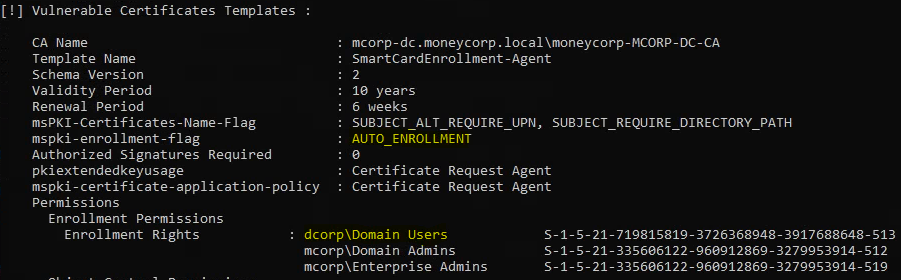 [!] Vulnerable Certificates Templates :
CA Name : mcorp-dc.moneycorp.local\moneycorp-MCORP-DC-CA
Template Name : SmartCardEnrollment-Agent
Schema Version : 2
Validity Period : 10 years
Renewal Period : 6 weeks
msPKI-Certificates-Name-Flag : SUBJECT_ALT_REQUIRE_UPN, SUBJECT_REQUIRE_DIRECTORY_PATH
mspki-enrollment-flag : AUTO_ENROLLMENT
Authorized Signatures Required : 0
pkiextendedkeyusage : Certificate Request Agent
mspki-certificate-application-policy : Certificate Request Agent
Permissions
Enrollment Permissions
Enrollment Rights : dcorp\Domain Users S-1-5-21-719815819-3726368948-3917688648-513
mcorp\Domain Admins S-1-5-21-335606122-960912869-3279953914-512
mcorp\Enterprise Admins S-1-5-21-335606122-960912869-3279953914-519